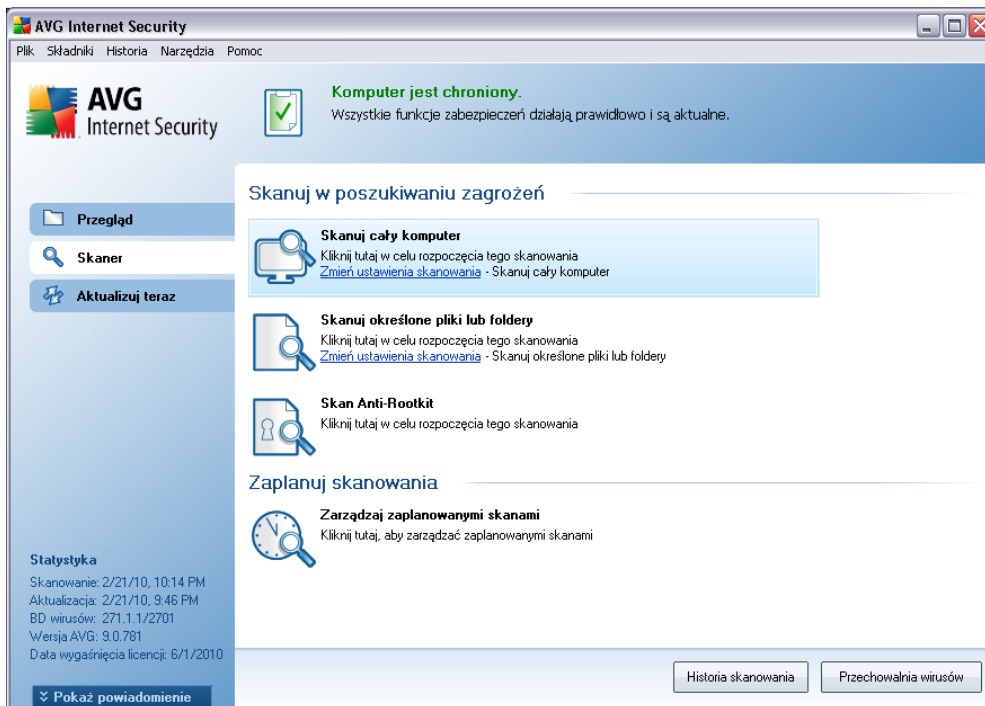 AVG Internet Security
Plik Składniki Historia Narzędzia Pomoc
AVG
Internet Security
Komputer jest chroniony.
Wszystkie funkcje zabezpieczeń działają prawidłowo i są aktualne.
Przegląd
Skaner
Aktualizuj teraz
Skanuj w poszukiwaniu zagrożeń
Skanuj cały komputer
Kliknij tutaj w celu rozpoczęcia tego skanowania
Zmień ustawienia skanowania - Skanuj cały komputer
Skanuj określone pliki lub foldery
Kliknij tutaj w celu rozpoczęcia tego skanowania
Zmień ustawienia skanowania - Skanuj określone pliki lub foldery
Skan Anti-Rootkit
Kliknij tutaj w celu rozpoczęcia tego skanowania
Zaplanuj skanowania
Zarządzaj zaplanowanymi skanami
Kliknij tutaj, aby zarządzać zaplanowanymi skanami
Statystyka
Skanowanie: 2/21/10, 10:14 PM
Aktualizacja: 2/21/10, 9:46 PM
BD wirusów: 271.1.1/2701
Wersja AVG: 9.0.781
Data wygaśnięcia licencji: 6/1/2010
Pokaż powiadomienie
Historia skanowania
Przechowalnia wirusów